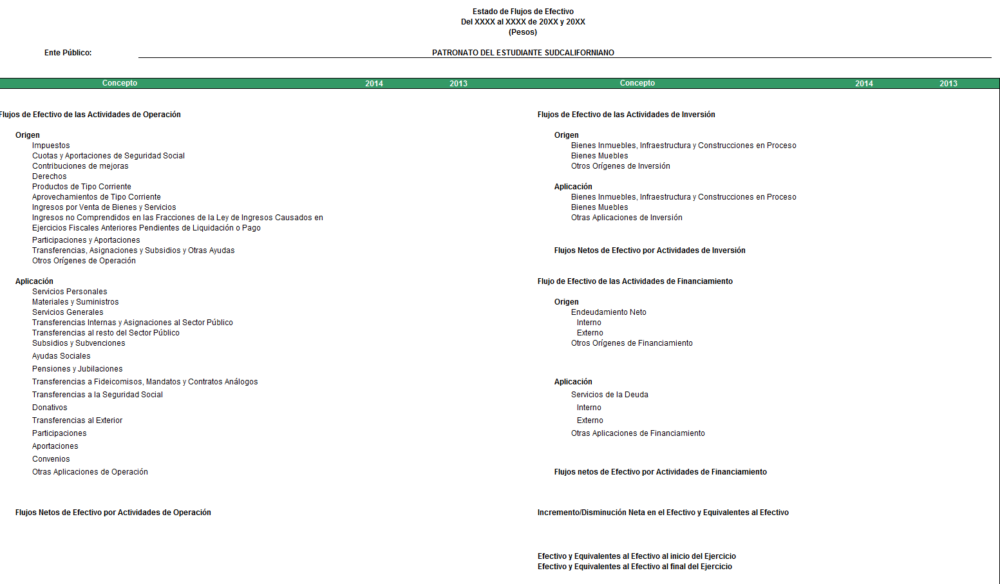 Estado de Flujos de Efectivo
Del XXXX al XXXX de 20XX y 20XX
(Pesos)
Ente Público: PATRONATO DEL ESTUDIANTE SUDCALIFORNIANO
Concepto 2014 2013
Flujos de Efectivo de las Actividades de Operación
Origen
Impuestos
Cuotas y Aportaciones de Seguridad Social
Contribuciones de mejoras
Derechos
Productos de Tipo Corriente
Aprovechamientos de Tipo Corriente
Ingresos por Venta de Bienes y Servicios
Ingresos no Comprendidos en las Fracciones de la Ley de Ingresos Causados en
Ejercicios Fiscales Anteriores Pendientes de Liquidación o Pago
Participaciones y Aportaciones
Transferencias, Asignaciones y Subsidios y Otras Ayudas
Otros Orígenes de Operación
Aplicación
Servicios Personales
Materiales y Suministros
Servicios Generales
Transferencias Internas y Asignaciones al Sector Público
Transferencias al resto del Sector Público
Subsidios y Subvenciones
Ayudas Sociales
Pensiones y Jubilaciones
Transferencias a Fideicomisos, Mandatos y Contratos Análogos
Transferencias a la Seguridad Social
Donativos
Transferencias al Exterior
Participaciones
Aportaciones
Convenios
Otras Aplicaciones de Operación
Flujos Netos de Efectivo por Actividades de Operación
Concepto 2014 2013
Flujos de Efectivo de las Actividades de Inversión
Origen
Bienes Inmuebles, Infraestructura y Construcciones en Proceso
Bienes Muebles
Otros Orígenes de Inversión
Aplicación
Bienes Inmuebles, Infraestructura y Construcciones en Proceso
Bienes Muebles
Otras Aplicaciones de Inversión
Flujos Netos de Efectivo por Actividades de Inversión
Flujo de Efectivo de las Actividades de Financiamiento
Origen
Endeudamiento Neto
Interno
Externo
Otros Orígenes de Financiamiento
Aplicación
Servicios de la Deuda
Interno
Externo
Otras Aplicaciones de Financiamiento
Flujos netos de Efectivo por Actividades de Financiamiento
Incremento/Disminución Neta en el Efectivo y Equivalentes al Efectivo
Efectivo y Equivalentes al Efectivo al inicio del Ejercicio
Efectivo y Equivalentes al Efectivo al final del Ejercicio